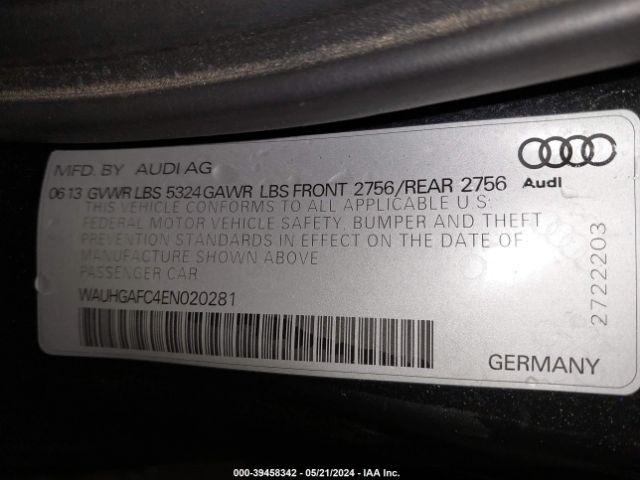 MFD. BY AUDI AG
0613 GVWR LBS 5324 GAWR LBS FRONT 2756/REAR 2756
Audi
THIS VEHICLE CONFORMS TO ALL APPLICABLE U.S.
FEDERAL MOTOR VEHICLE SAFETY, BUMPER AND THEFT
PREVENTION STANDARDS IN EFFECT ON THE DATE OF
MANUFACTURE SHOWN ABOVE
PASSENGER CAR
WAUHGAFC4EN020281
2722203
GERMANY
000-39458342 - 05/21/2024 - IAA Inc.